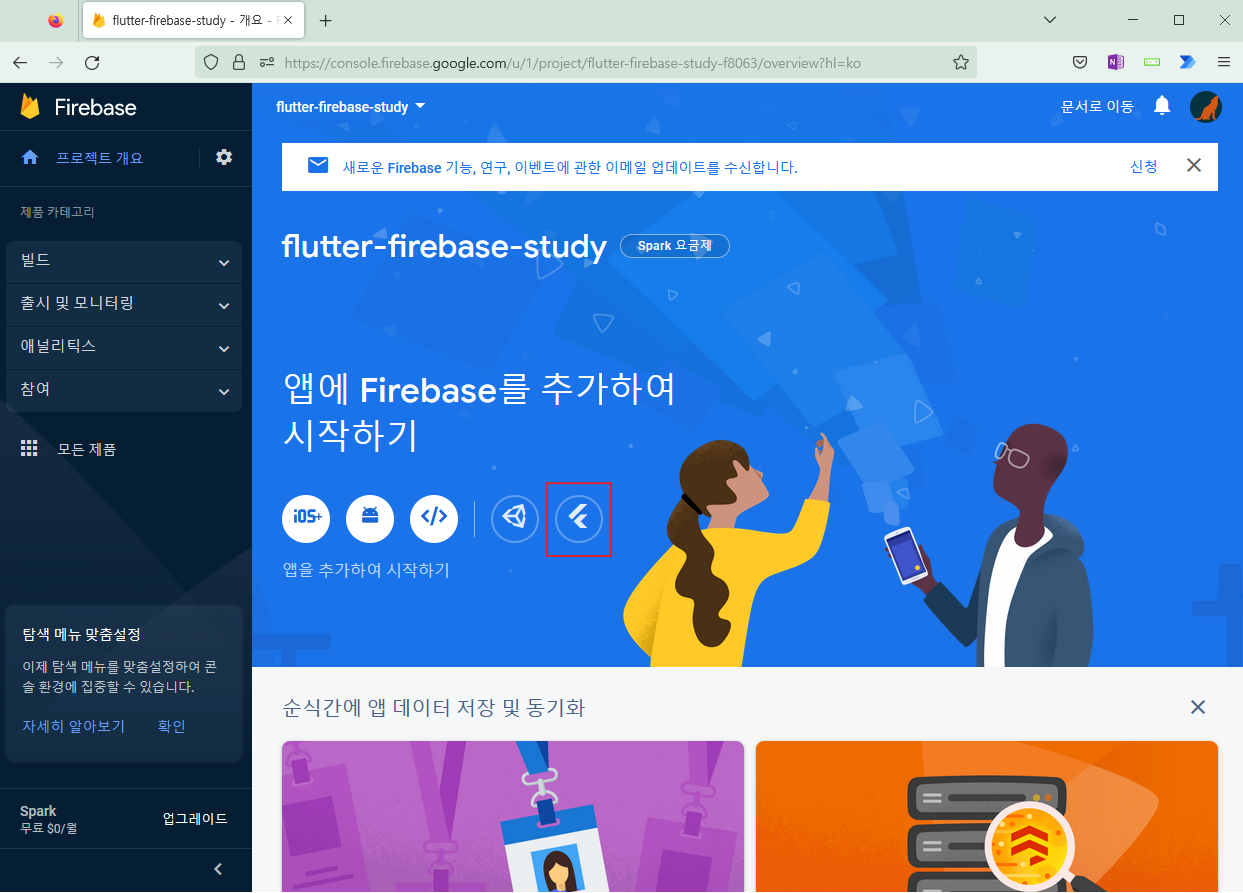 flutter-firebase-study - 개요 - F
https://console.firebase.google.com/u/1/project/flutter-firebase-study-f8063/overview?hl=ko
Firebase
프로젝트 개요
제품 카테고리
빌드
출시 및 모니터링
애널리틱스
참여
모든 제품
탐색 메뉴 맞춤설정
이제 탐색 메뉴를 맞춤설정하여 콘
솔 환경에 집중할 수 있습니다.
자세히 알아보기 확인
Spark
무료 $0/월
업그레이드
flutter-firebase-study
문서로 이동
새로운 Firebase 기능, 연구, 이벤트에 관한 이메일 업데이트를 수신합니다.
신청
flutter-firebase-study
Spark 요금제
앱에 Firebase를 추가하여
시작하기
iOS+
앱을 추가하여 시작하기
순식간에 앱 데이터 저장 및 동기화